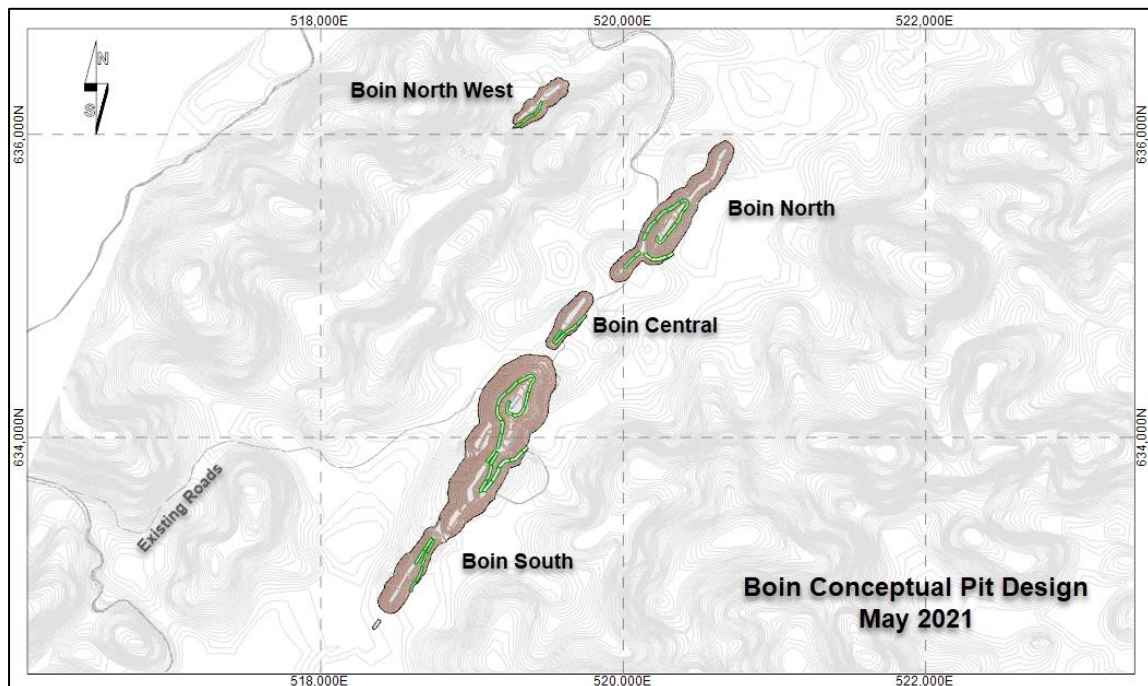 518,000E
520,000E
522,000E
N
S
Boin North West
636,000N
636,000N
Boin North
Boin Central
634,000N
634,000N
Existing Roads
Boin South
Boin Conceptual Pit Design
May 2021
518,000E
520,000E
522,000E